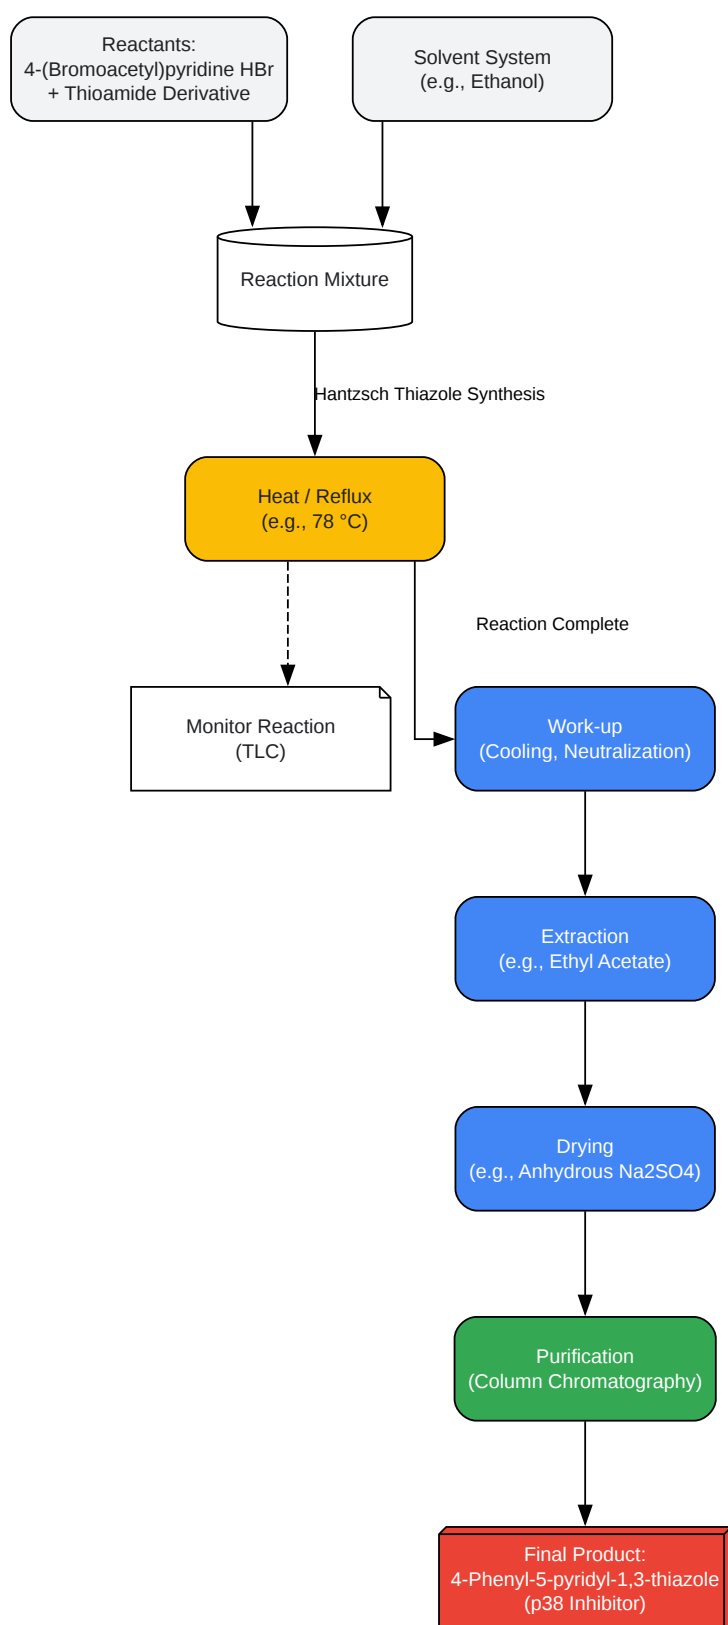 Reactants:
4-(Bromoacetyl)pyridine HBr
+ Thioamide Derivative
Solvent System
(e.g., Ethanol)
Reaction Mixture
Hantzsch Thiazole Synthesis
Heat / Reflux
(e.g., 78 °C)
Reaction Complete
Monitor Reaction
(TLC)
Work-up
(Cooling, Neutralization)
Extraction
(e.g., Ethyl Acetate)
Drying
(e.g., Anhydrous Na2SO4)
Purification
(Column Chromatography)
Final Product:
4-Phenyl-5-pyridyl-1,3-thiazole
(p38 Inhibitor)